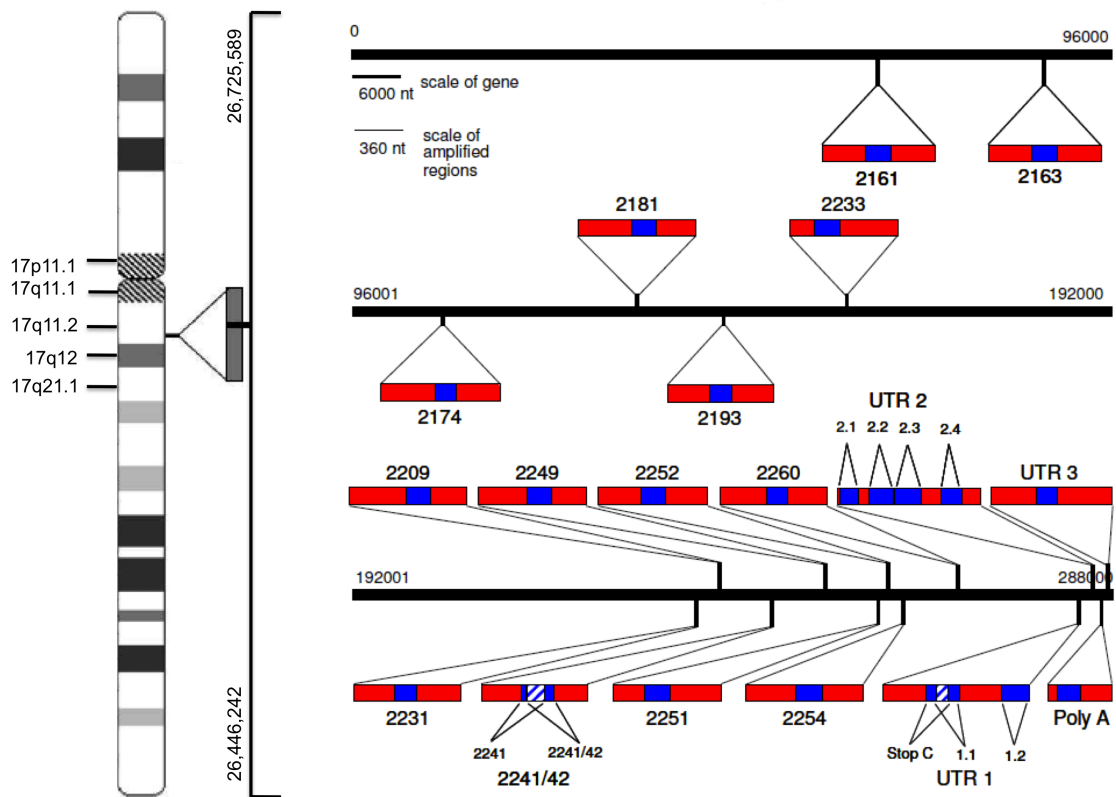 17p11.1
17q11.1
17q11.2
17q12
17q21.1
26,725,589
26,446,242
0
96000
scale of gene
6000 nt
scale of
amplified
regions
360 nt
2161
2163
2181
2233
96001
192000
2174
2193
UTR 2
2.1
2.2
2.3
2.4
2209
2249
2252
2260
UTR 3
192001
288000
2231
2241
2241/42
2241/42
2251
2254
Stop C
1.1
1.2
UTR 1
Poly A